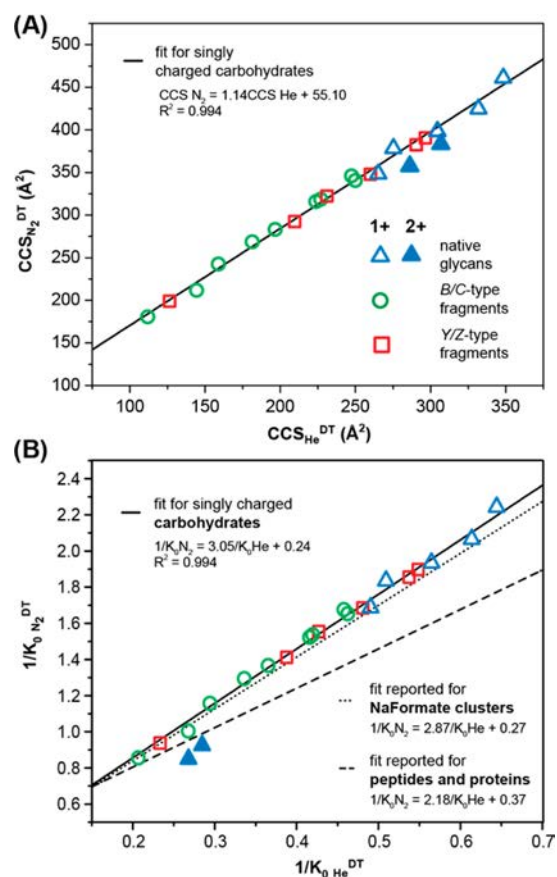 (A)
500
450
400
350
300
250
200
150
100
CCSN₂ᴰᵀ (Å²)
fit for singly
charged carbohydrates
CCS N₂ = 1.14CCS He + 55.10
R² = 0.994
1+ 2+
native
glycans
B/C-type
fragments
Y/Z-type
fragments
100 150 200 250 300 350
CCSHeᴰᵀ (Å²)
(B)
2.4
2.2
2.0
1.8
1.6
1.4
1.2
1.0
0.8
0.6
1/K₀ N₂ᴰᵀ
fit for singly charged
carbohydrates
1/K₀N₂ = 3.05/K₀He + 0.24
R² = 0.994
fit reported for
NaFormate clusters
1/K₀N₂ = 2.87/K₀He + 0.27
fit reported for
peptides and proteins
1/K₀N₂ = 2.18/K₀He + 0.37
0.2 0.3 0.4 0.5 0.6 0.7
1/K₀ Heᴰᵀ